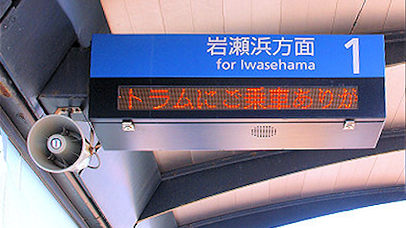 岩瀬浜方面
for Iwasehama
1
トラムにご乗車ありが